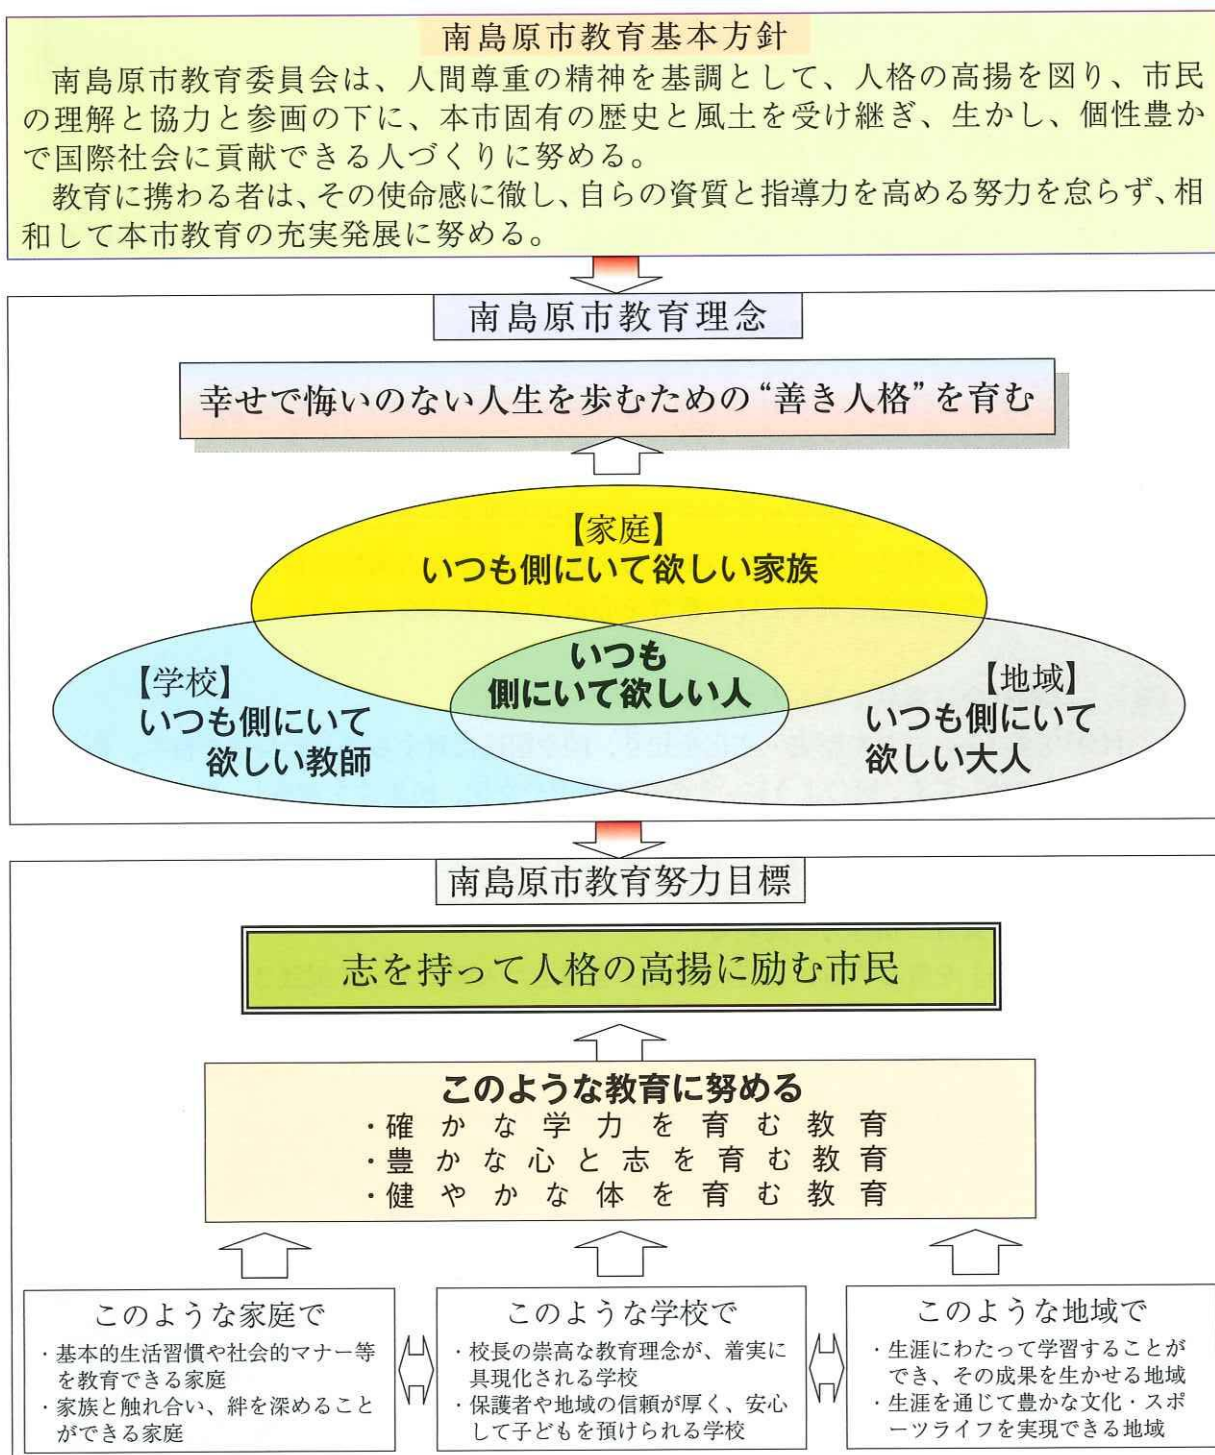 南島原市教育基本方針
南島原市教育委員会は、人間尊重の精神を基調として、人格の高揚を図り、市民
の理解と協力と参画の下に、本市固有の歴史と風土を受け継ぎ、生かし、個性豊か
で国際社会に貢献できる人づくりに努める。
教育に携わる者は、その使命感に徹し、自らの資質と指導力を高める努力を怠らず、相
和して本市教育の充実発展に努める。
南島原市教育理念
幸せで悔いのない人生を歩むための“善き人格”を育む
【家庭】
いつも側にいて欲しい家族
いつも
側にいて欲しい人
【学校】
いつも側にいて
欲しい教師
【地域】
いつも側にいて
欲しい大人
南島原市教育努力目標
志を持って人格の高揚に励む市民
このような教育に努める
・確かな学力を育む教育
・豊かな心と志を育む教育
・健やかな体を育む教育
このような家庭で
・基本的生活習慣や社会的マナー等
を教育できる家庭
・家族と触れ合い、絆を深めること
ができる家庭
このような学校で
・校長の崇高な教育理念が、着実に
具現化される学校
・保護者や地域の信頼が厚く、安心
して子どもを預けられる学校
このような地域で
・生涯にわたって学習することが
でき、その成果を生かせる地域
・生涯を通じて豊かな文化・スポ
ーツライフを実現できる地域